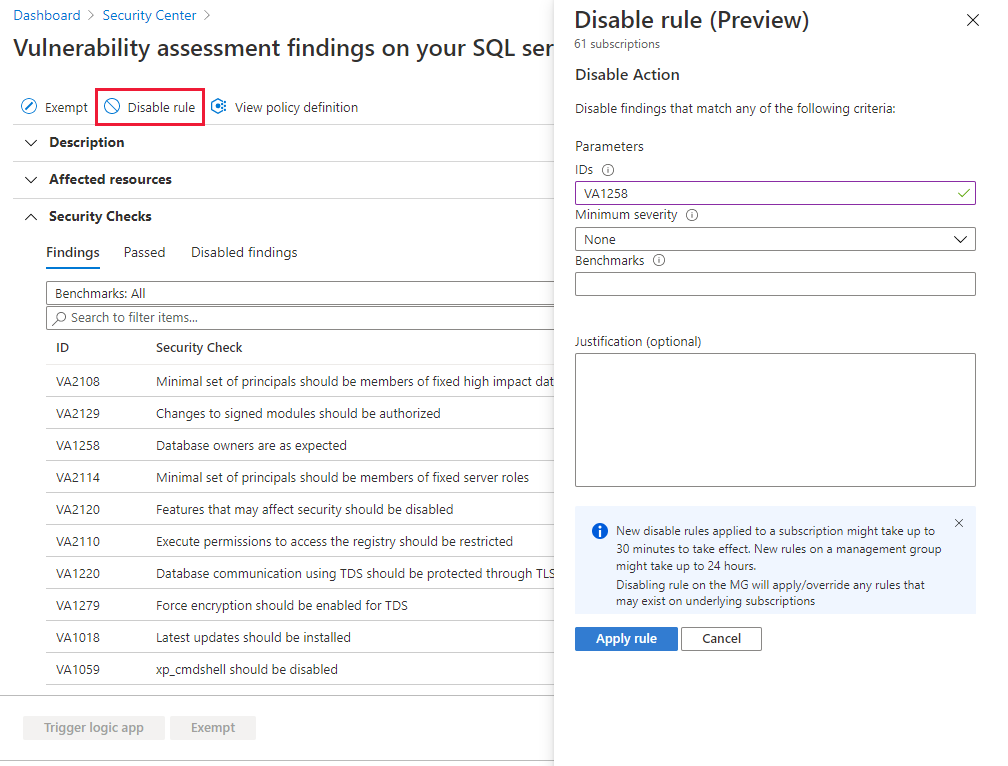 Dashboard > Security Center >
Vulnerability assessment findings on your SQL ser
Exempt Disable rule View policy definition
Description
Affected resources
Security Checks
Findings Passed Disabled findings
Benchmarks: All
Search to filter items...
ID Security Check
VA2108 Minimal set of principals should be members of fixed high impact dat
VA2129 Changes to signed modules should be authorized
VA1258 Database owners are as expected
VA2114 Minimal set of principals should be members of fixed server roles
VA2120 Features that may affect security should be disabled
VA2110 Execute permissions to access the registry should be restricted
VA1220 Database communication using TDS should be protected through TLS
VA1279 Force encryption should be enabled for TDS
VA1018 Latest updates should be installed
VA1059 xp_cmdshell should be disabled
Trigger logic app Exempt
Disable rule (Preview)
61 subscriptions
Disable Action
Disable findings that match any of the following criteria:
Parameters
IDs
VA1258
Minimum severity
None
Benchmarks
Justification (optional)
New disable rules applied to a subscription might take up to
30 minutes to take effect. New rules on a management group
might take up to 24 hours.
Disabling rule on the MG will apply/override any rules that
may exist on underlying subscriptions
Apply rule Cancel